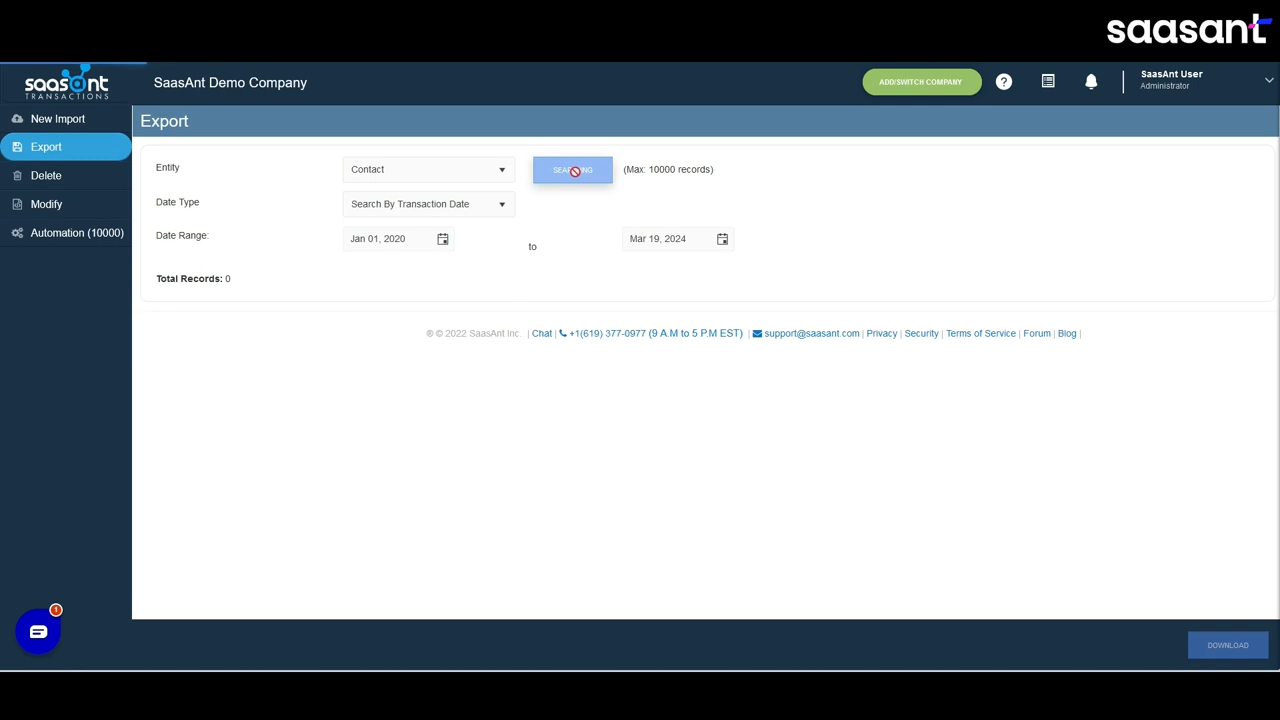 saasant
saasant
TRANSACTIONS
SaasAnt Demo Company
ADD/SWITCH COMPANY
?
SaasAnt User
Administrator
New Import
Export
Delete
Modify
Automation (10000)
Export
Entity
Contact
(Max: 10000 records)
Date Type
Search By Transaction Date
Date Range:
Jan 01, 2020
to
Mar 19, 2024
Total Records: 0
® © 2022 SaasAnt Inc. | Chat | +1(619) 377-0977 (9 A.M to 5 P.M EST) | support@saasant.com | Privacy | Security | Terms of Service | Forum | Blog |
1
DOWNLOAD